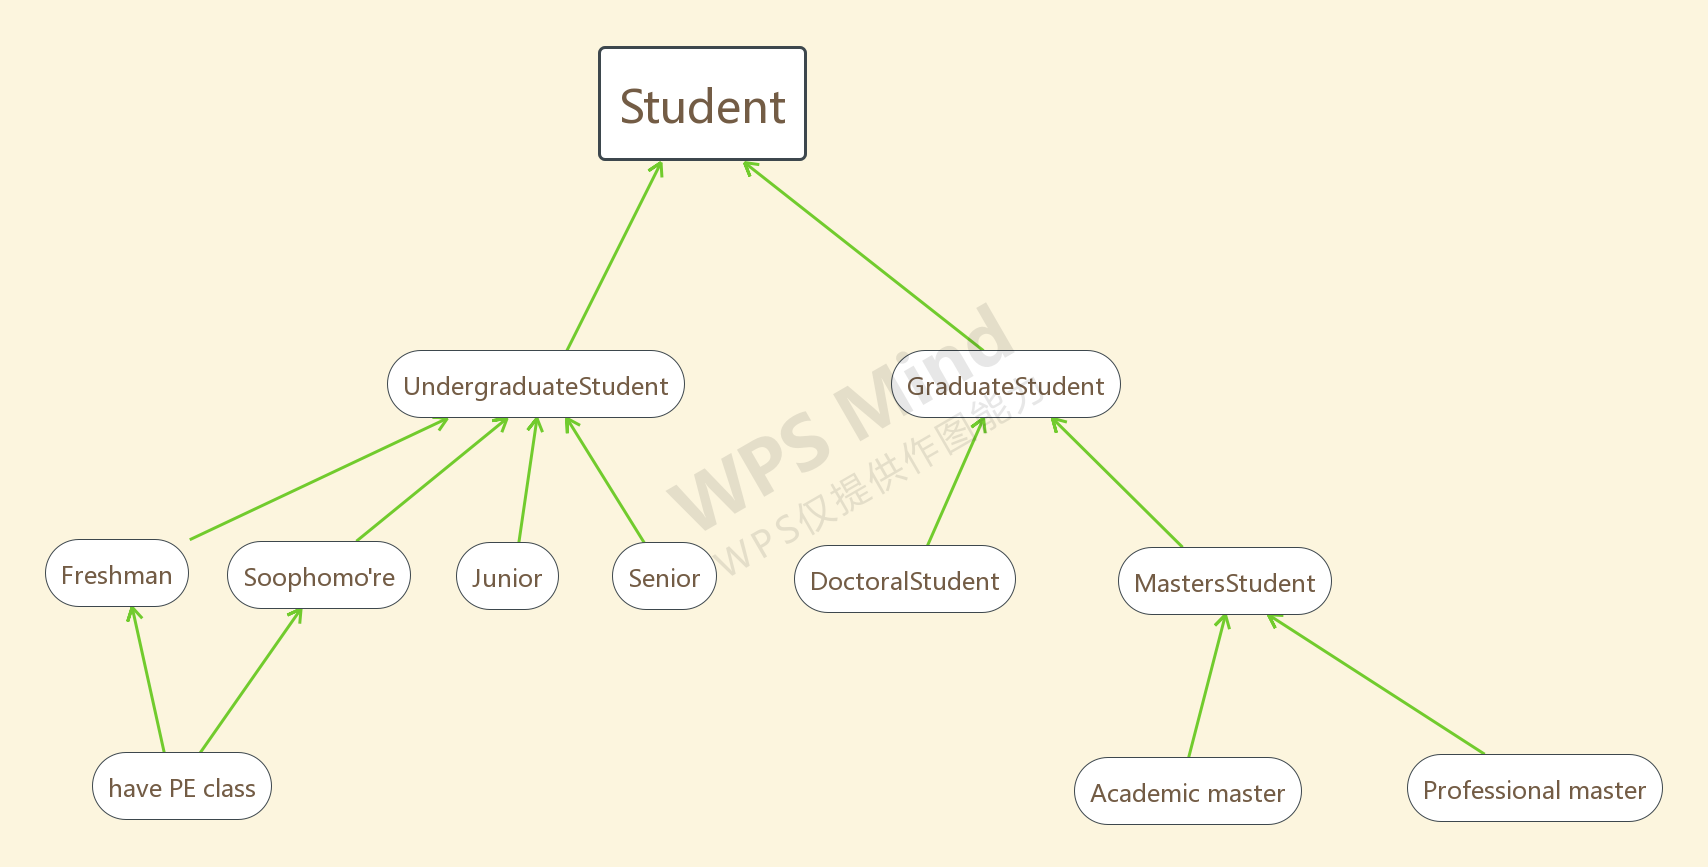 Student
UndergraduateStudent
GraduateStudent
WPS Mind
WPS仅提供作图能力
Freshman
Soophomo're
Junior
Senior
DoctoralStudent
MastersStudent
have PE class
Academic master
Professional master